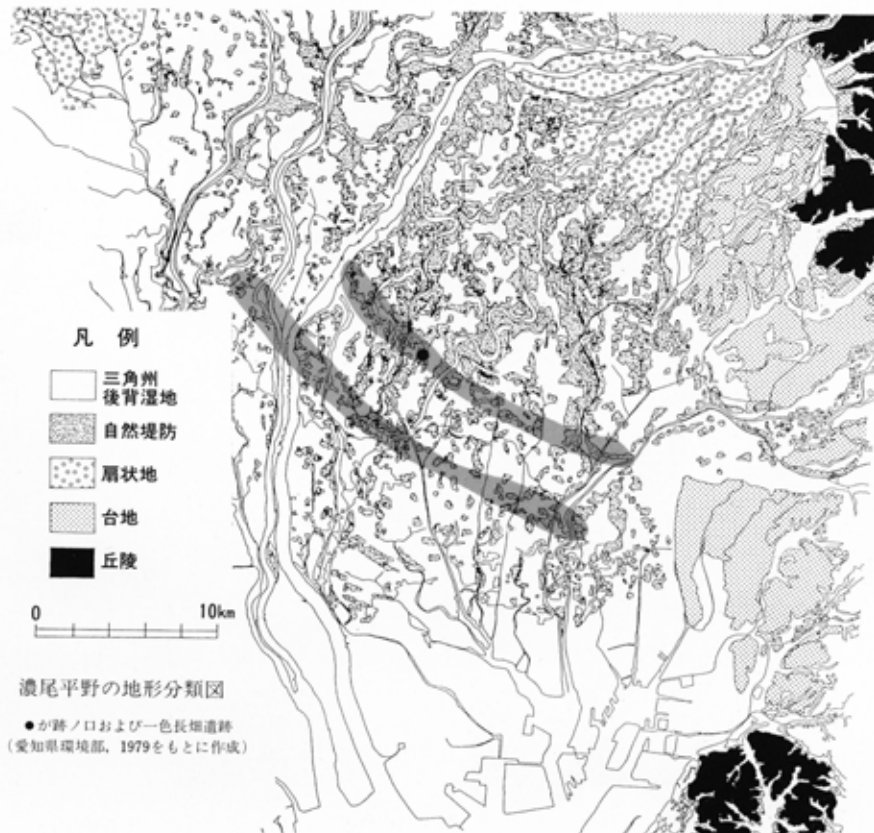 凡 例
三角州
後背湿地
自然堤防
扇状地
台地
丘陵
0 10km
濃尾平野の地形分類図
●が跡ノ口および一色長畑遺跡
(愛知県環境部，1979をもとに作成)